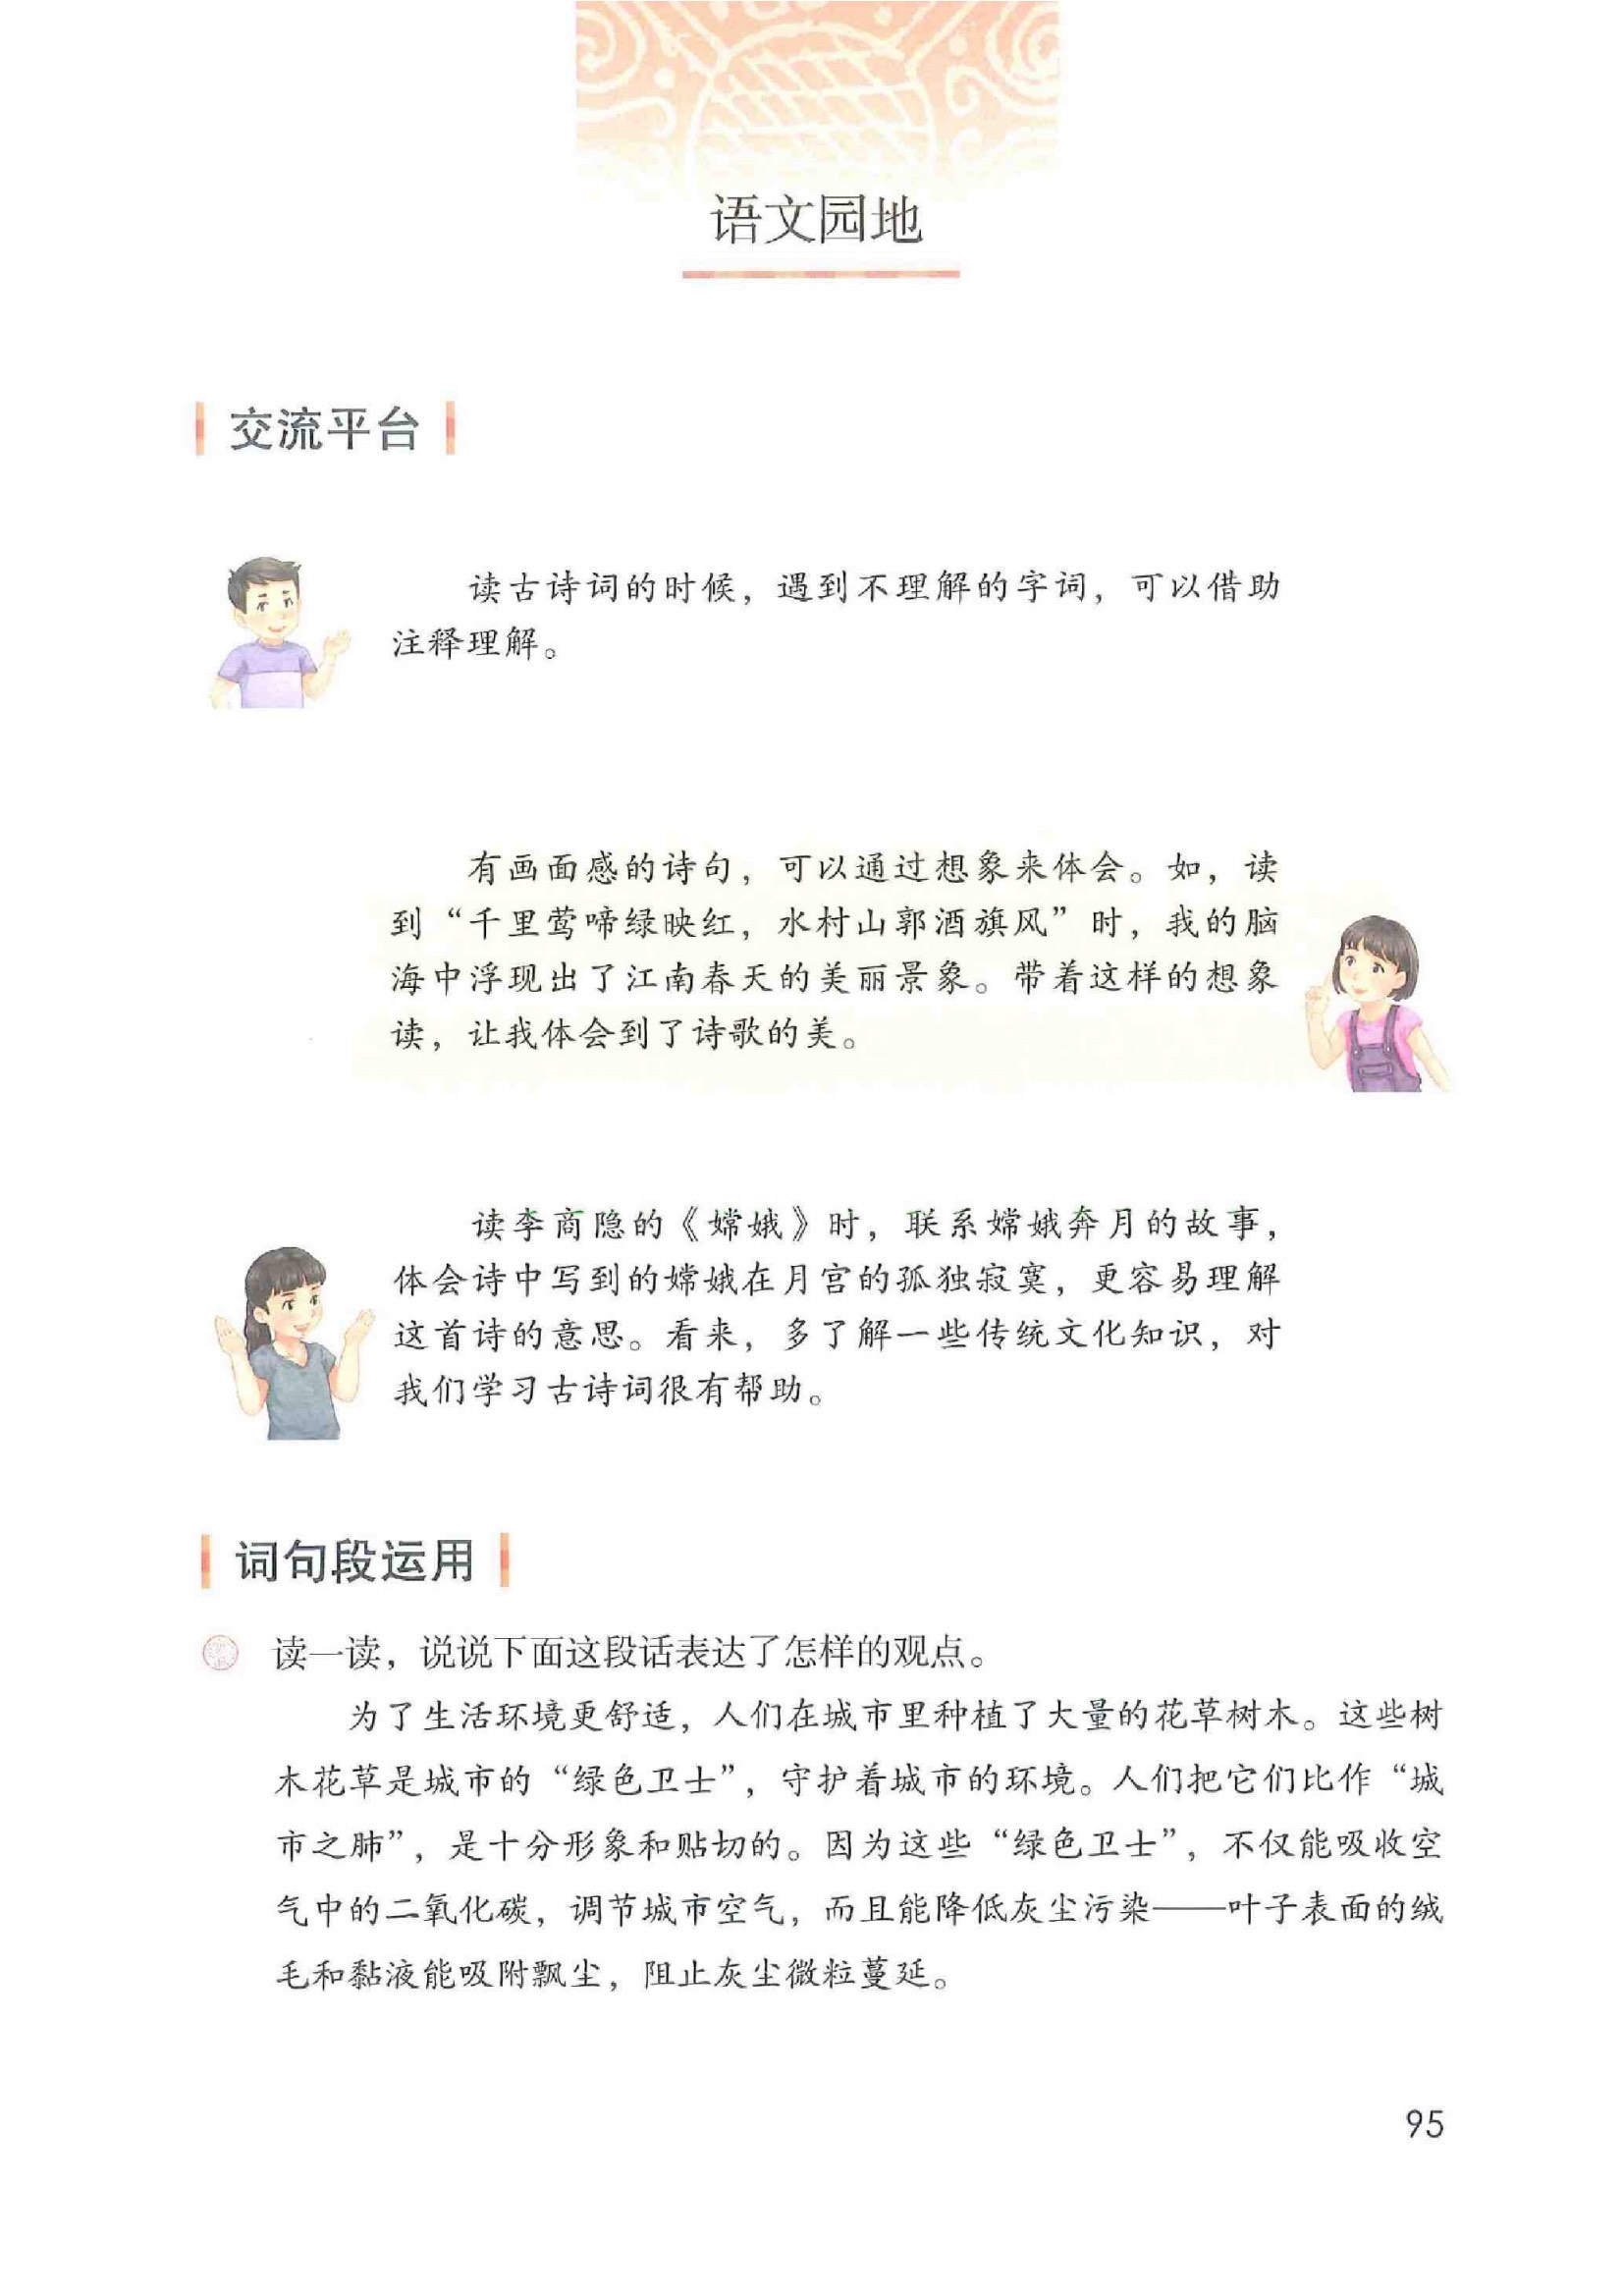 语文园地
交流平台
读古诗词的时候，遇到不理解的字词，可以借助
注释理解。
有画面感的诗句，可以通过想象来体会。如，读
到“千里莺啼绿映红，水村山郭酒旗风”时，我的脑
海中浮现出了江南春天的美丽景象。带着这样的想象
读，让我体会到了诗歌的美。
读李商隐的《嫦娥》时，联系嫦娥奔月的故事，
体会诗中写到的嫦娥在月宫的孤独寂寞，更容易理解
这首诗的意思。看来，多了解一些传统文化知识，对
我们学习古诗词很有帮助。
词句段运用
读一读，说说下面这段话表达了怎样的观点。
为了生活环境更舒适，人们在城市里种植了大量的花草树木。这些树
木花草是城市的“绿色卫士”，守护着城市的环境。人们把它们比作“城
市之肺”，是十分形象和贴切的。因为这些“绿色卫士”，不仅能吸收空
气中的二氧化碳，调节城市空气，而且能降低灰尘污染——叶子表面的绒
毛和黏液能吸附飘尘，阻止灰尘微粒蔓延。
95